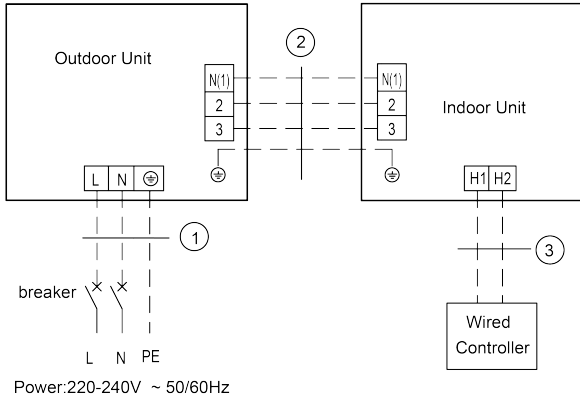 Outdoor Unit
Indoor Unit
2
N(1)
2
3
N(1)
2
3
L N
H1 H2
1
3
breaker
L N PE
Wired
Controller
Power:220-240V ~ 50/60Hz